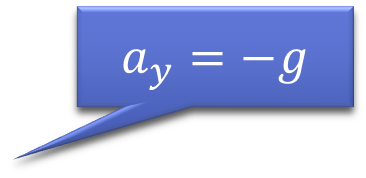 a_y = −g